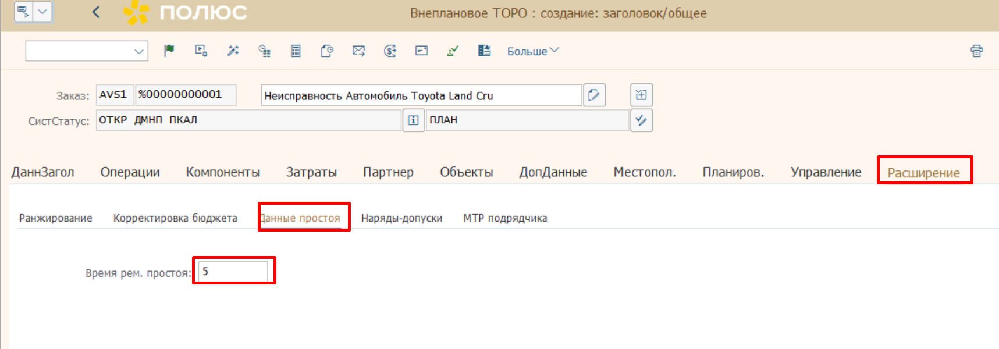 ПОЛЮС
Внеплановое ТОРО : создание: заголовок/общее
Больше
Заказ: AVS1 %00000000001 Неисправность Автомобиль Toyota Land Cru
СистСтатус: ОТКР ДМНП ПКАЛ ПЛАН
ДаннЗагол Операции Компоненты Затраты Партнер Объекты ДопДанные Местопол. Планиров. Управление Расширение
Ранжирование Корректировка бюджета Данные простоя Наряды-допуски МТР подрядчика
Время рем. простоя: 5